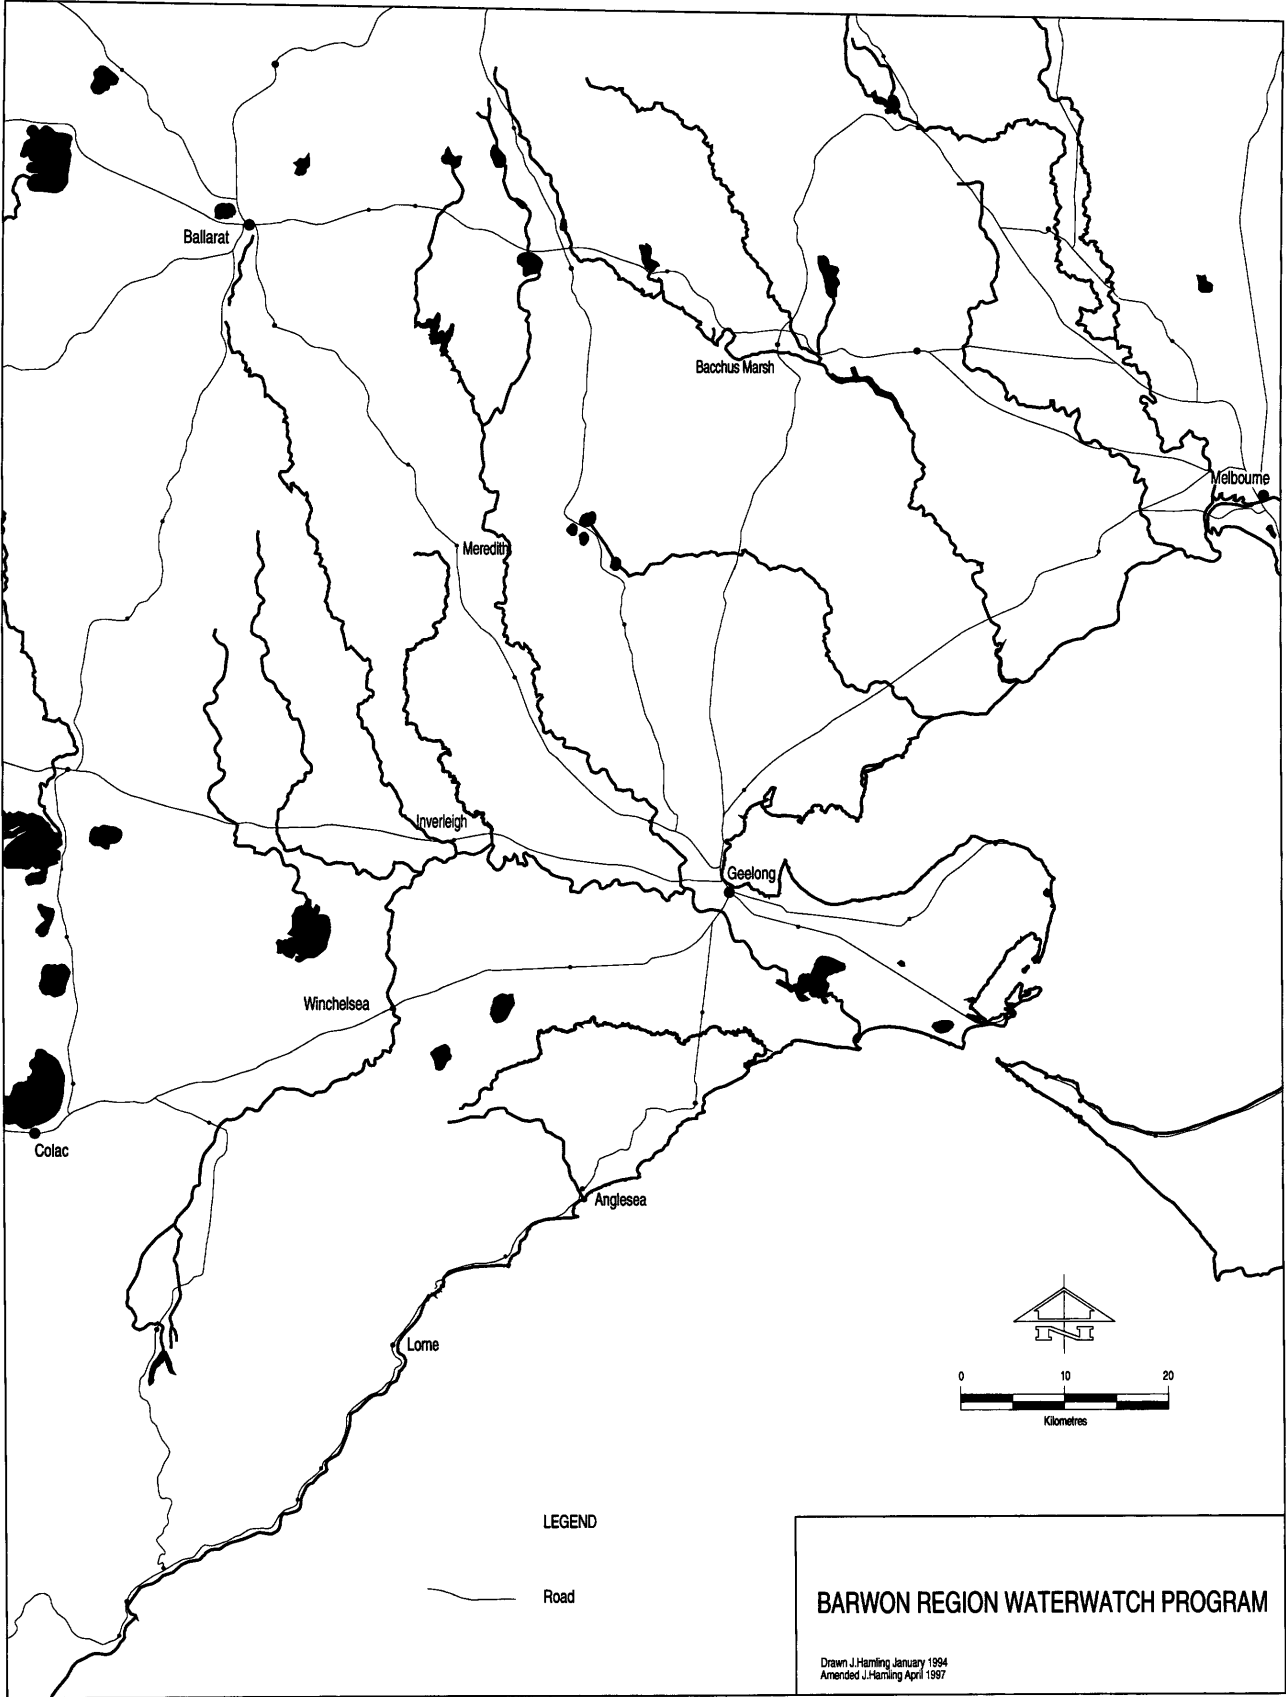 Ballarat
Bacchus Marsh
Melbourne
Meredith
Inverleigh
Geelong
Winchelsea
Colac
Anglesea
Lorne
N
0 10 20
Kilometres
LEGEND
Road
BARWON REGION WATERWATCH PROGRAM
Drawn J.Hamling January 1994
Amended J.Hamling April 1997